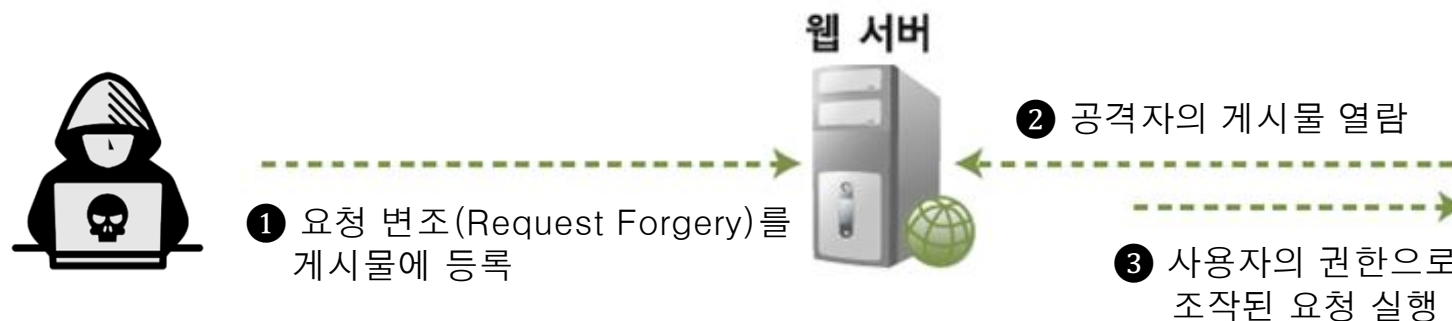 웹 서버
❶ 요청 변조(Request Forgery)를
게시물에 등록
❷ 공격자의 게시물 열람
❸ 사용자의 권한으로
조작된 요청 실행